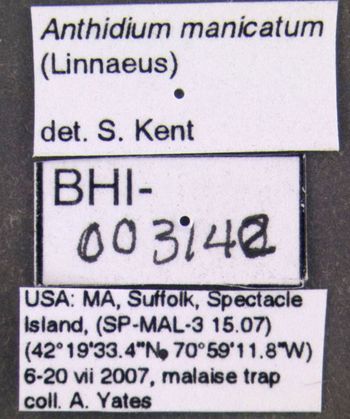 Anthidium manicatum
(Linnaeus)
det. S. Kent
BHI-
003142
USA: MA, Suffolk, Spectacle
Island, (SP-MAL-3 15.07)
(42°19'33.4"N, 70°59'11.8"W)
6-20 vii 2007, malaise trap
coll. A. Yates